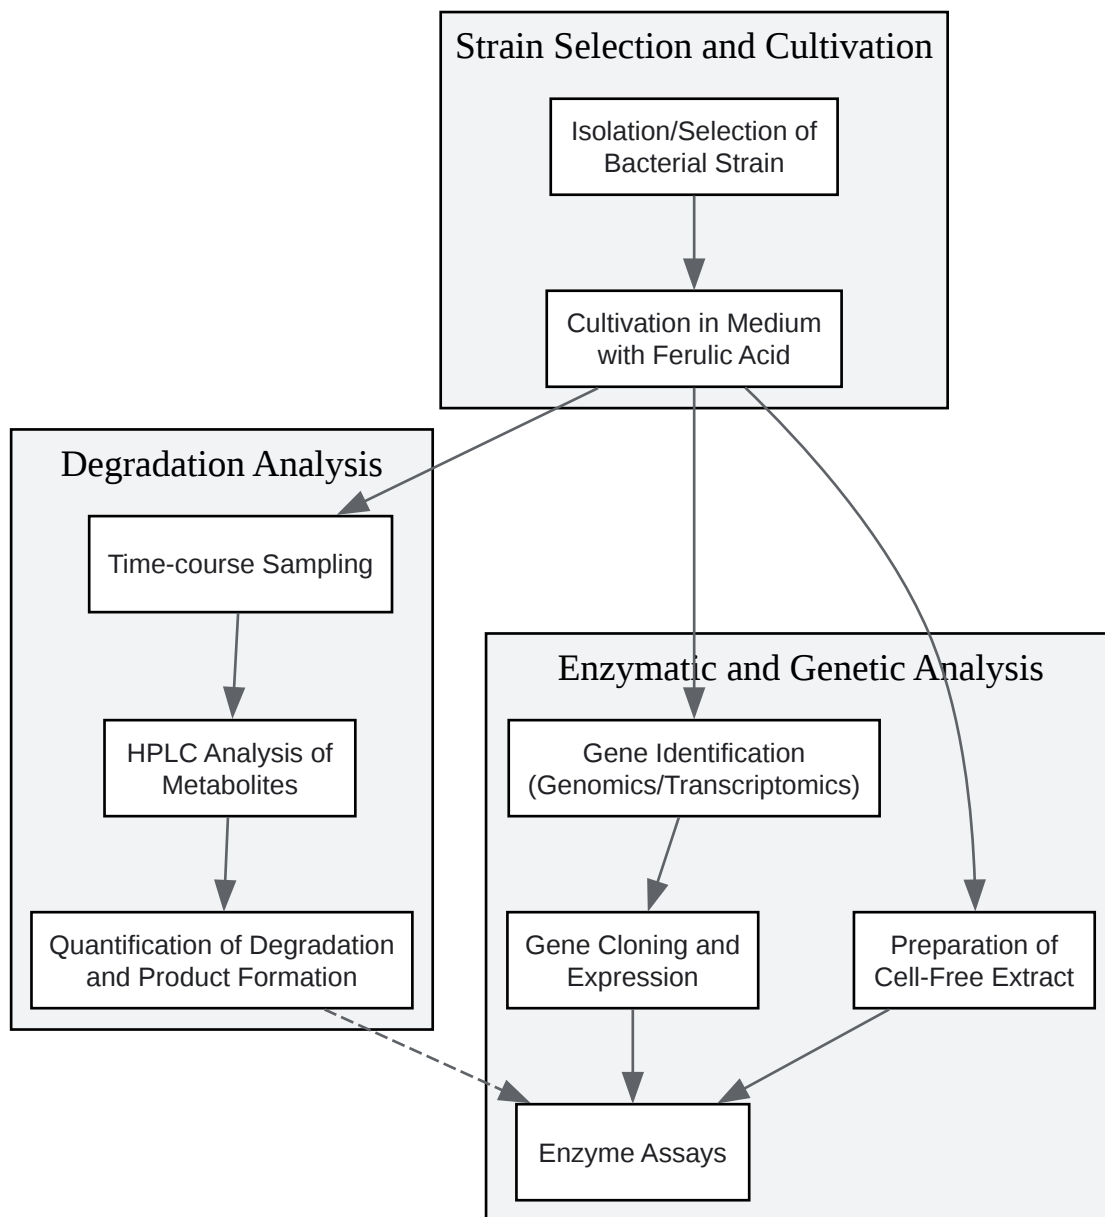 Strain Selection and Cultivation
Isolation/Selection of
Bacterial Strain
Cultivation in Medium
with Ferulic Acid
Degradation Analysis
Time-course Sampling
HPLC Analysis of
Metabolites
Quantification of Degradation
and Product Formation
Enzymatic and Genetic Analysis
Gene Identification
(Genomics/Transcriptomics)
Gene Cloning and
Expression
Preparation of
Cell-Free Extract
Enzyme Assays